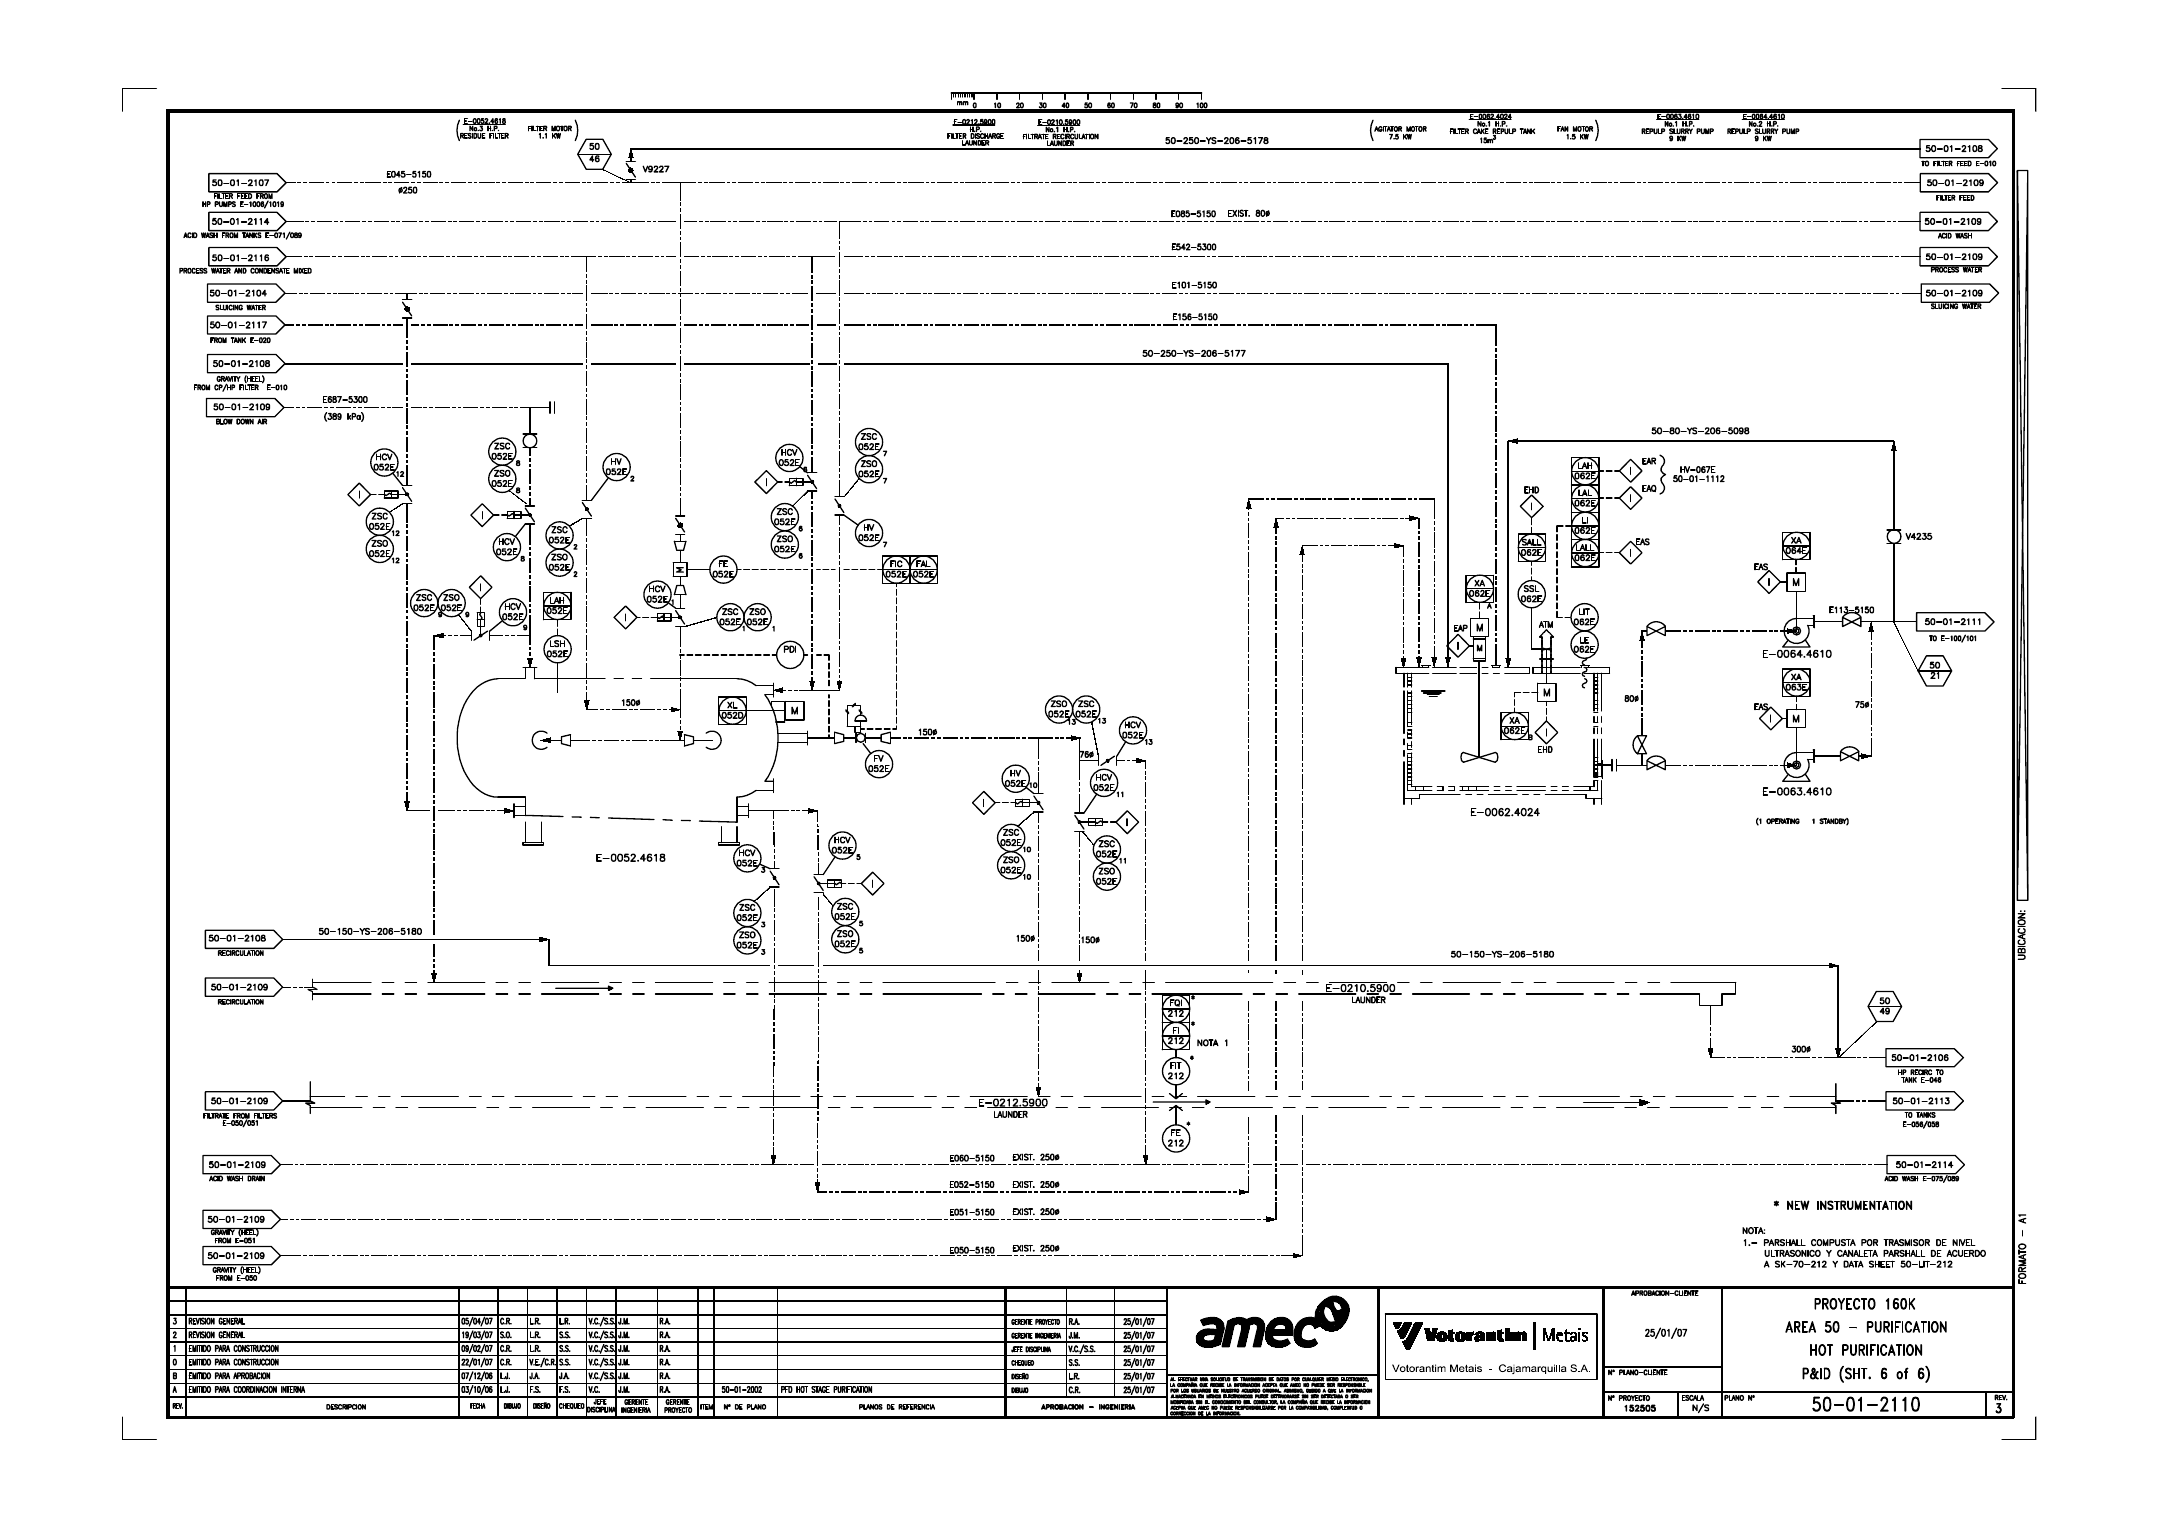 mm 0 10 20 30 40 50 60 70 80 90 100
E-0052.4618
No.3 H.P.
RESIDUE FILTER
FILTER MOTOR
1.1 KW
E-0212.5900
H.P.
FILTER DISCHARGE
LAUNDER
E-0210.5900
No.1 H.P.
FILTRATE RECIRCULATION
LAUNDER
AGITATOR MOTOR
7.5 KW
E-0062.4024
No.1 H.P.
FILTER CAKE REPULP TANK
15m3
FAN MOTOR
1.5 KW
E-0063.4610
No.1 H.P.
REPULP SLURRY PUMP
9 KW
E-0064.4610
No.2 H.P.
REPULP SLURRY PUMP
9 KW
50
46
V9227
50-250-YS-206-5178
50-01-2108
TO FILTER FEED E-010
50-01-2107
FILTER FEED FROM
HP PUMPS E-1008/1019
E045-5150
ø250
50-01-2109
FILTER FEED
50-01-2114
ACID WASH FROM TANKS E-071/089
E085-5150 EXIST. 80ø
50-01-2109
ACID WASH
50-01-2116
PROCESS WATER AND CONDENSATE MIXED
E542-5300
50-01-2109
PROCESS WATER
50-01-2104
SLUICING WATER
E101-5150
50-01-2109
SLUICING WATER
50-01-2117
FROM TANK E-020
E156-5150
50-01-2108
GRAVITY (HEEL)
FROM CP/HP FILTER E-010
50-250-YS-206-5177
50-01-2109
BLOW DOWN AIR
E687-5300
(389 kPa)
HCV
052E
12
I
ZSC
052E
12
ZSO
052E
12
ZSC
052E
8
ZSO
052E
8
I
HCV
052E
8
HV
052E
2
ZSC
052E
2
ZSO
052E
2
ZSC
052E
9
ZSO
052E
9
I
HCV
052E
9
LAH
052E
LSH
052E
HCV
052E
1
I
M
FE
052E
ZSC
052E
1
ZSO
052E
1
HCV
052E
6
I
ZSC
052E
6
ZSO
052E
6
ZSC
052E
7
ZSO
052E
7
HV
052E
7
FIC
052E
FAL
052E
PDI
XL
052D
M
150ø
FV
052E
150ø
E-0052.4618
ZSO
052E
13
ZSC
052E
13
HCV
052E
13
75ø
HV
052E
10
I
ZSC
052E
10
ZSO
052E
10
HCV
052E
11
I
ZSC
052E
11
ZSO
052E
HCV
052E
3
ZSC
052E
3
ZSO
052E
3
HCV
052E
5
I
ZSC
052E
5
ZSO
052E
5
150ø
150ø
50-80-YS-206-5098
LAH
062E
LAL
062E
LI
062E
LALL
062E
I
EAR
I
EAQ
I
EAS
HV-067E
50-01-1112
EHD
I
SALL
062E
SSL
062E
ATM
XA
062E
A
EAP
I
M
M
LIT
062E
LE
062E
M
XA
062E
B
I
EHD
E-0062.4024
80ø
XA
064E
EAS
I
M
E-0064.4610
XA
063E
EAS
I
M
E-0063.4610
(1 OPERATING 1 STANDBY)
V4235
E113-5150
75ø
50-01-2111
TO E-100/101
50
21
50-01-2108
RECIRCULATION
50-150-YS-206-5180
50-150-YS-206-5180
50-01-2109
RECIRCULATION
E-0210.5900
LAUNDER
50
49
300ø
50-01-2106
HP RECIRC TO
TANK E-046
FQI
212
*
FI
212
*
NOTA 1
FIT
212
*
FE
212
*
50-01-2109
FILTRATE FROM FILTERS
E-050/051
E-0212.5900
LAUNDER
50-01-2113
TO TANKS
E-056/058
50-01-2109
ACID WASH DRAIN
E060-5150 EXIST. 250ø
50-01-2114
ACID WASH E-075/089
E052-5150 EXIST. 250ø
50-01-2109
GRAVITY (HEEL)
FROM E-051
E051-5150 EXIST. 250ø
50-01-2109
GRAVITY (HEEL)
FROM E-050
E050-5150 EXIST. 250ø
* NEW INSTRUMENTATION
NOTA:
1.- PARSHALL COMPUSTA POR TRASMISOR DE NIVEL
ULTRASONICO Y CANALETA PARSHALL DE ACUERDO
A SK-70-212 Y DATA SHEET 50-LIT-212
UBICACION:
FORMATO - A1
3 REVISION GENERAL 05/04/07 C.R. L.R. L.R. V.C./S.S. J.M. R.A.
2 REVISION GENERAL 19/03/07 S.O. L.R. S.S. V.C./S.S. J.M. R.A.
1 EMITIDO PARA CONSTRUCCION 09/02/07 C.R. L.R. S.S. V.C./S.S. J.M. R.A.
0 EMITIDO PARA CONSTRUCCION 22/01/07 C.R. V.E./C.R. S.S. V.C./S.S. J.M. R.A.
B EMITIDO PARA APROBACION 07/12/06 I.J. J.A. J.A. V.C./S.S. J.M. R.A.
A EMITIDO PARA COORDINACION INTERNA 03/10/06 I.J. F.S. F.S. V.C. J.M. R.A.
REV. DESCRIPCION FECHA DIBUJO DISEÑO CHEQUEO JEFE DISCIPLINA GERENTE INGENIERIA GERENTE PROYECTO
50-01-2002 PFD HOT STAGE PURIFICATION
ITEM N° DE PLANO PLANOS DE REFERENCIA
GERENTE PROYECTO R.A. 25/01/07
GERENTE INGENIERIA J.M. 25/01/07
JEFE DISCIPLINA V.C./S.S. 25/01/07
CHEQUEO S.S. 25/01/07
DISEÑO L.R. 25/01/07
DIBUJO C.R. 25/01/07
APROBACION - INGENIERIA
amec
Votorantim | Metais
Votorantim Metais - Cajamarquilla S.A.
APROBACION-CLIENTE
25/01/07
N° PLANO-CLIENTE
N° PROYECTO
152505
ESCALA
N/S
PROYECTO 160K
AREA 50 - PURIFICATION
HOT PURIFICATION
P&ID (SHT. 6 of 6)
PLANO N°
50-01-2110
REV.
3